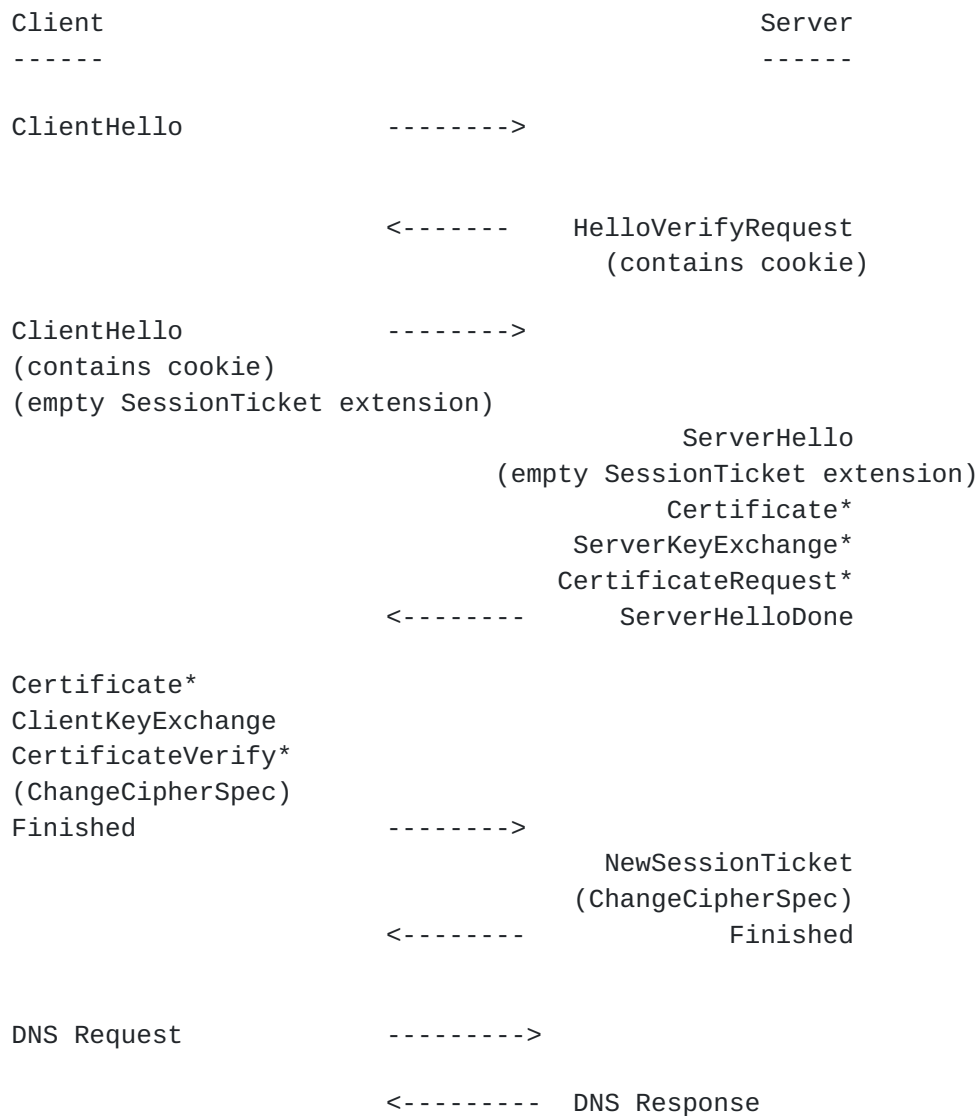 Client                                          Server
------                                          ------
ClientHello             -------->
                        <-------   HelloVerifyRequest
                                      (contains cookie)
ClientHello             -------->
(contains cookie)
(empty SessionTicket extension)
                                           ServerHello
                               (empty SessionTicket extension)
                                          Certificate*
                                    ServerKeyExchange*
                                   CertificateRequest*
                        <--------      ServerHelloDone
Certificate*
ClientKeyExchange
CertificateVerify*
(ChangeCipherSpec)
Finished                -------->
                                      NewSessionTicket
                                    (ChangeCipherSpec)
                        <--------             Finished
DNS Request             --------->
                        <---------  DNS Response